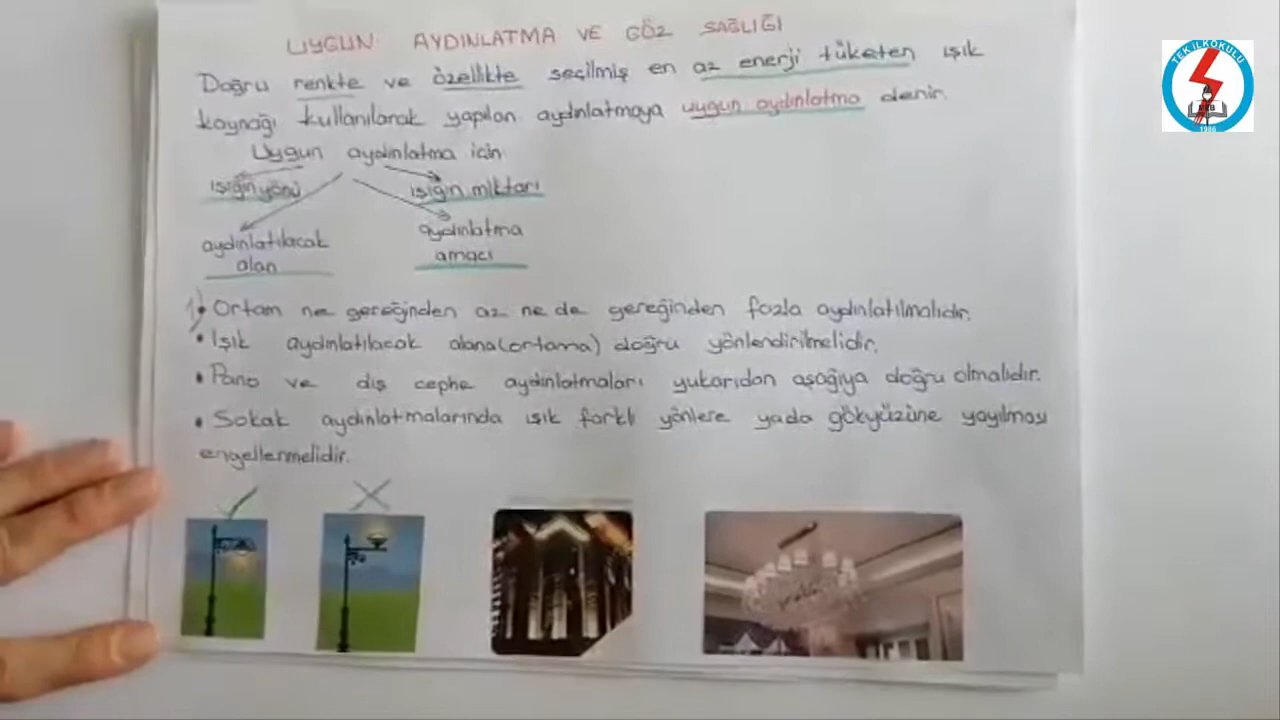 UYGUN AYDINLATMA VE GÖZ SAĞLIĞI
Doğru renkte ve özellikte seçilmiş en az enerji tüketen ışık
kaynağı kullanılarak yapılan aydınlatmaya uygun aydınlatma denir.
Uygun aydınlatma için
ışığın yönü ışığın miktarı
aydınlatılacak alan
aydınlatma amacı
• Ortam ne gereğinden az ne de gereğinden fazla aydınlatılmalıdır.
• Işık aydınlatılacak alana (ortama) doğru yönlendirilmelidir.
• Pano ve dış cephe aydınlatmaları yukarıdan aşağıya doğru olmalıdır.
• Sokak aydınlatmalarında ışık farklı yönlere yada gökyüzüne yayılması
engellenmelidir.
TEK İLKOKULU
1986